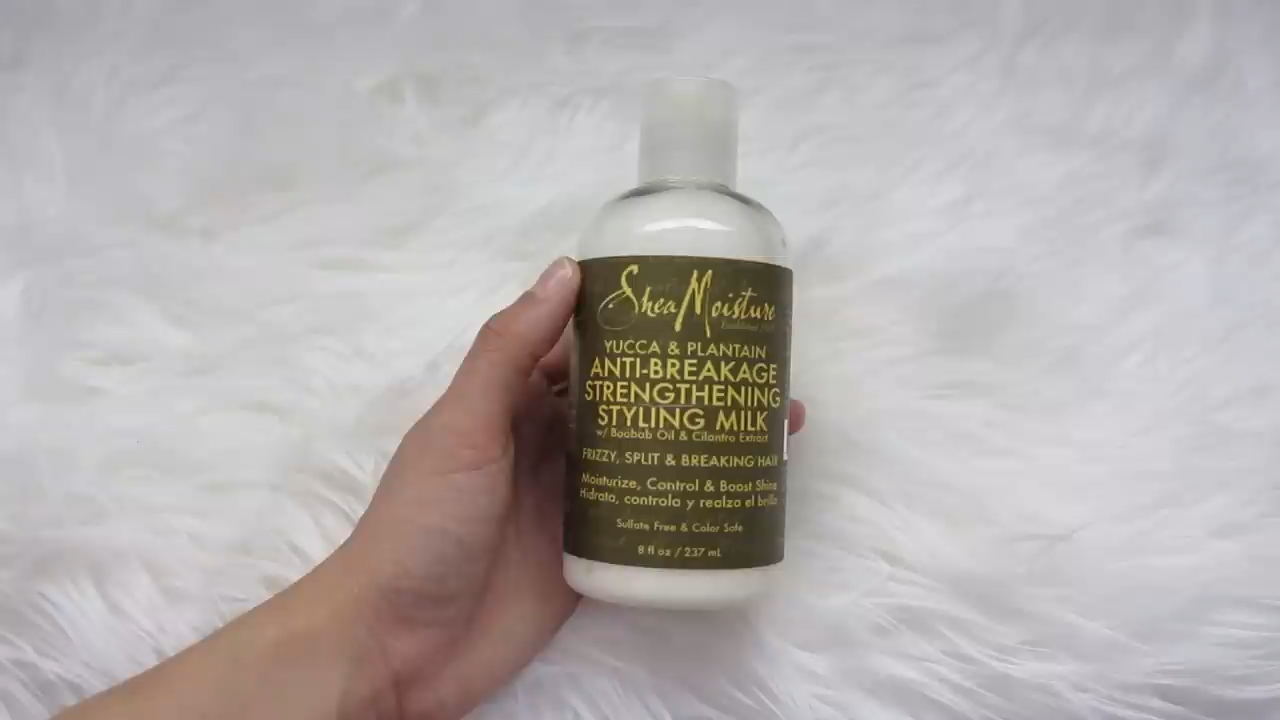 SheaMoisture
YUCCA & PLANTAIN
ANTI-BREAKAGE
STRENGTHENING
STYLING MILK
w/ Baobab Oil & Cilantro Extract
FRIZZY, SPLIT & BREAKING HAIR
Moisturize, Control & Boost Shine
Hidrata, controla y realza el brillo
Sulfate Free & Color Safe
8 fl oz / 237 mL